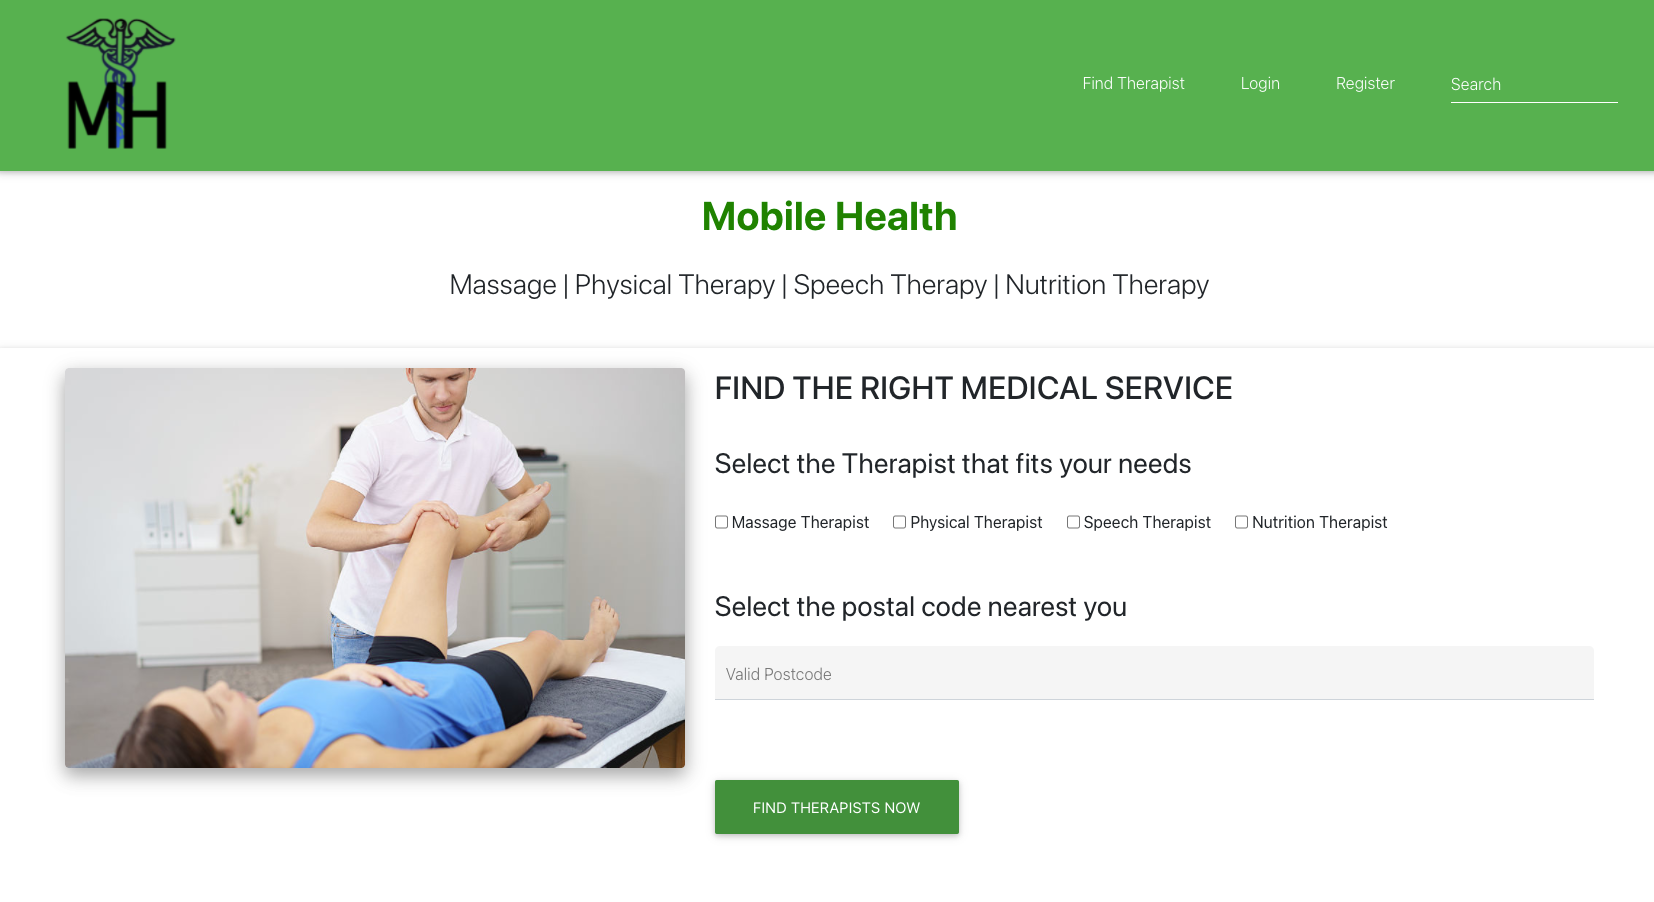 MH
Find Therapist
Login
Register
Search
Mobile Health
Massage | Physical Therapy | Speech Therapy | Nutrition Therapy
FIND THE RIGHT MEDICAL SERVICE
Select the Therapist that fits your needs
Massage Therapist Physical Therapist Speech Therapist Nutrition Therapist
Select the postal code nearest you
Valid Postcode
FIND THERAPISTS NOW